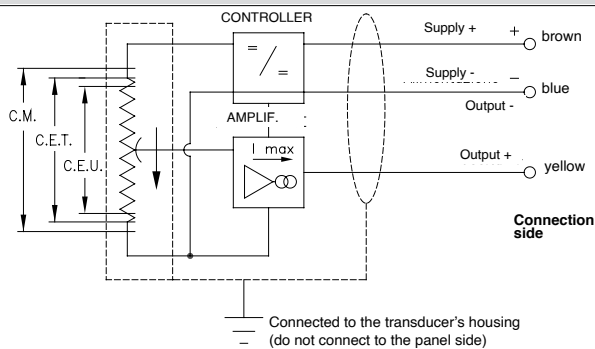 CONTROLLER
Supply + + brown
= / =
Supply - – blue
Output -
C.M.
C.E.T.
C.E.U.
AMPLIF.
I max
Output + yellow
Connection
side
Connected to the transducer's housing
(do not connect to the panel side)